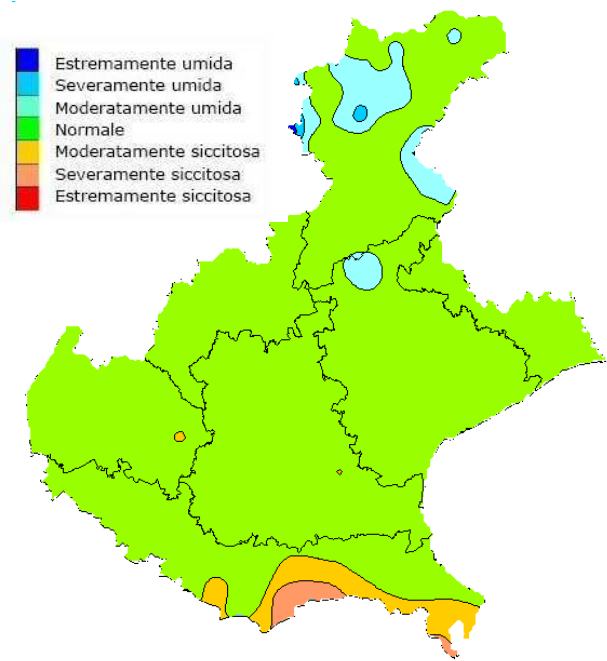 Estremamente umida
Severamente umida
Moderatamente umida
Normale
Moderatamente siccitosa
Severamente siccitosa
Estremamente siccitosa